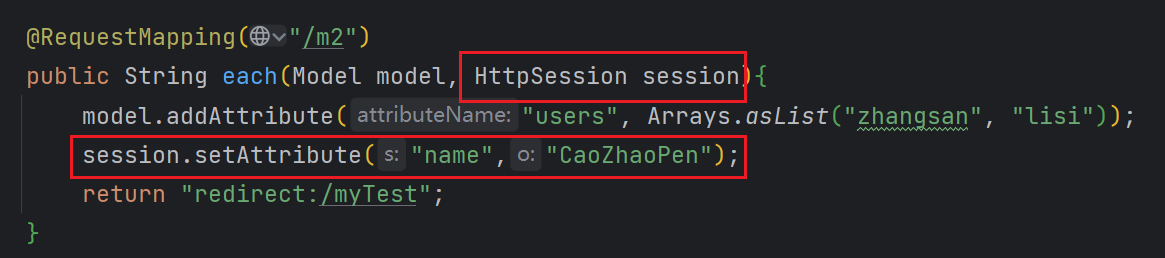 @RequestMapping("/m2")
public String each(Model model, HttpSession session){
model.addAttribute( attributeName: "users", Arrays.asList("zhangsan", "lisi"));
session.setAttribute( s: "name", o: "CaoZhaoPen");
return "redirect:/myTest";
}